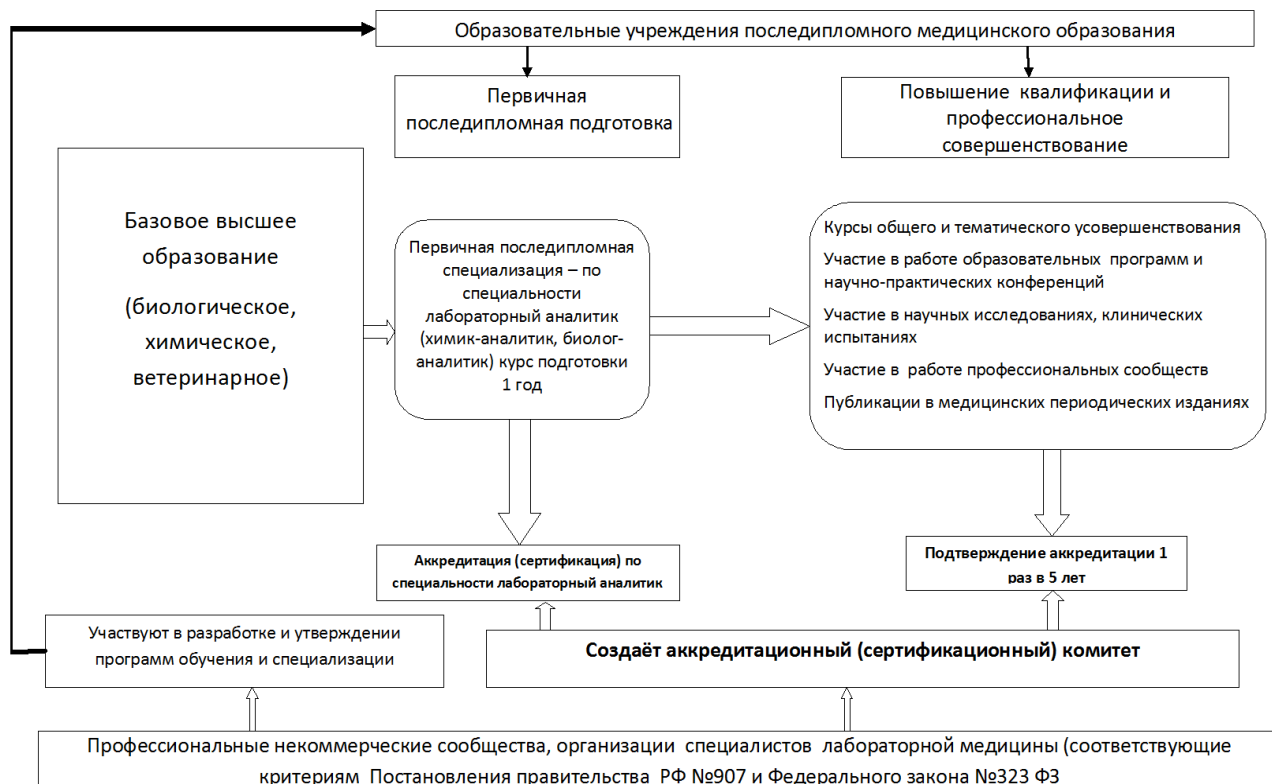 Образовательные учреждения последипломного медицинского образования
Первичная
последипломная подготовка
Повышение квалификации и
профессиональное
совершенствование
Базовое высшее
образование
(биологическое,
химическое,
ветеринарное)
Первичная последипломная
специализация – по
специальности
лабораторный аналитик
(химик-аналитик, биолог-
аналитик) курс подготовки
1 год
Курсы общего и тематического усовершенствования
Участие в работе образовательных программ и
научно-практических конференций
Участие в научных исследованиях, клинических
испытаниях
Участие в работе профессиональных сообществ
Публикации в медицинских периодических изданиях
Аккредитация (сертификация) по
специальности лабораторный аналитик
Подтверждение аккредитации 1
раз в 5 лет
Участвуют в разработке и утверждении
программ обучения и специализации
Создаёт аккредитационный (сертификационный) комитет
Профессиональные некоммерческие сообщества, организации специалистов лабораторной медицины (соответствующие
критериям Постановления правительства РФ №907 и Федерального закона №323 ФЗ